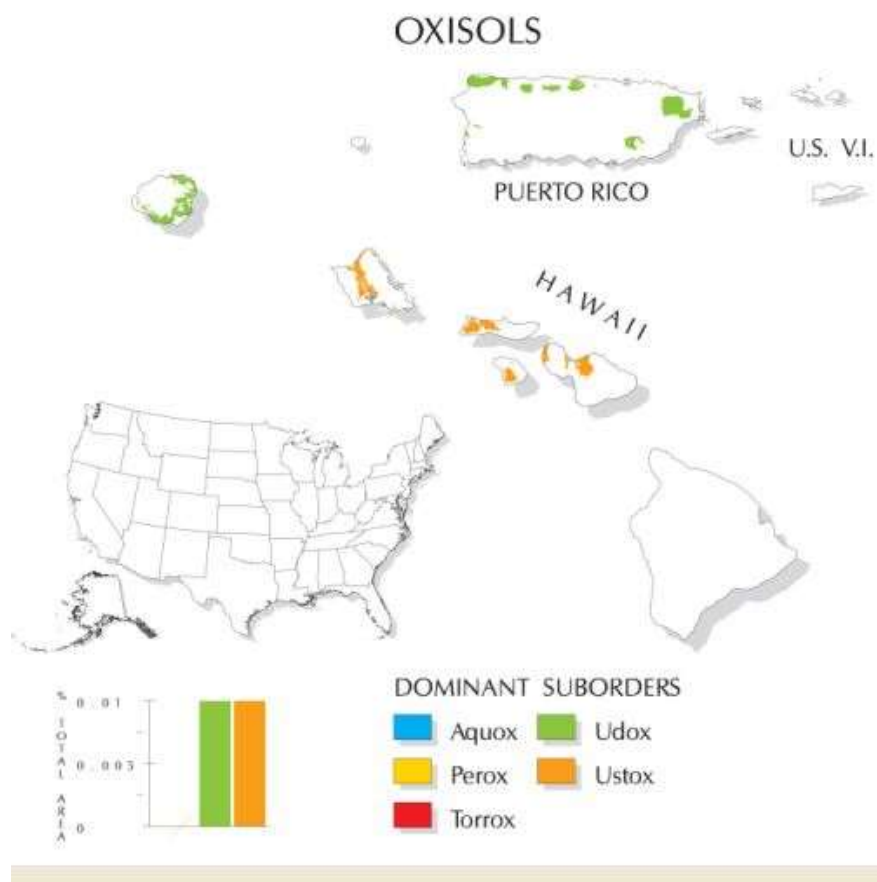 OXISOLS
U.S. V.I.
PUERTO RICO
HAWAII
DOMINANT SUBORDERS
Aquox
Udox
Perox
Ustox
Torrox
% TOTAL AREA
0.01
0.005
0